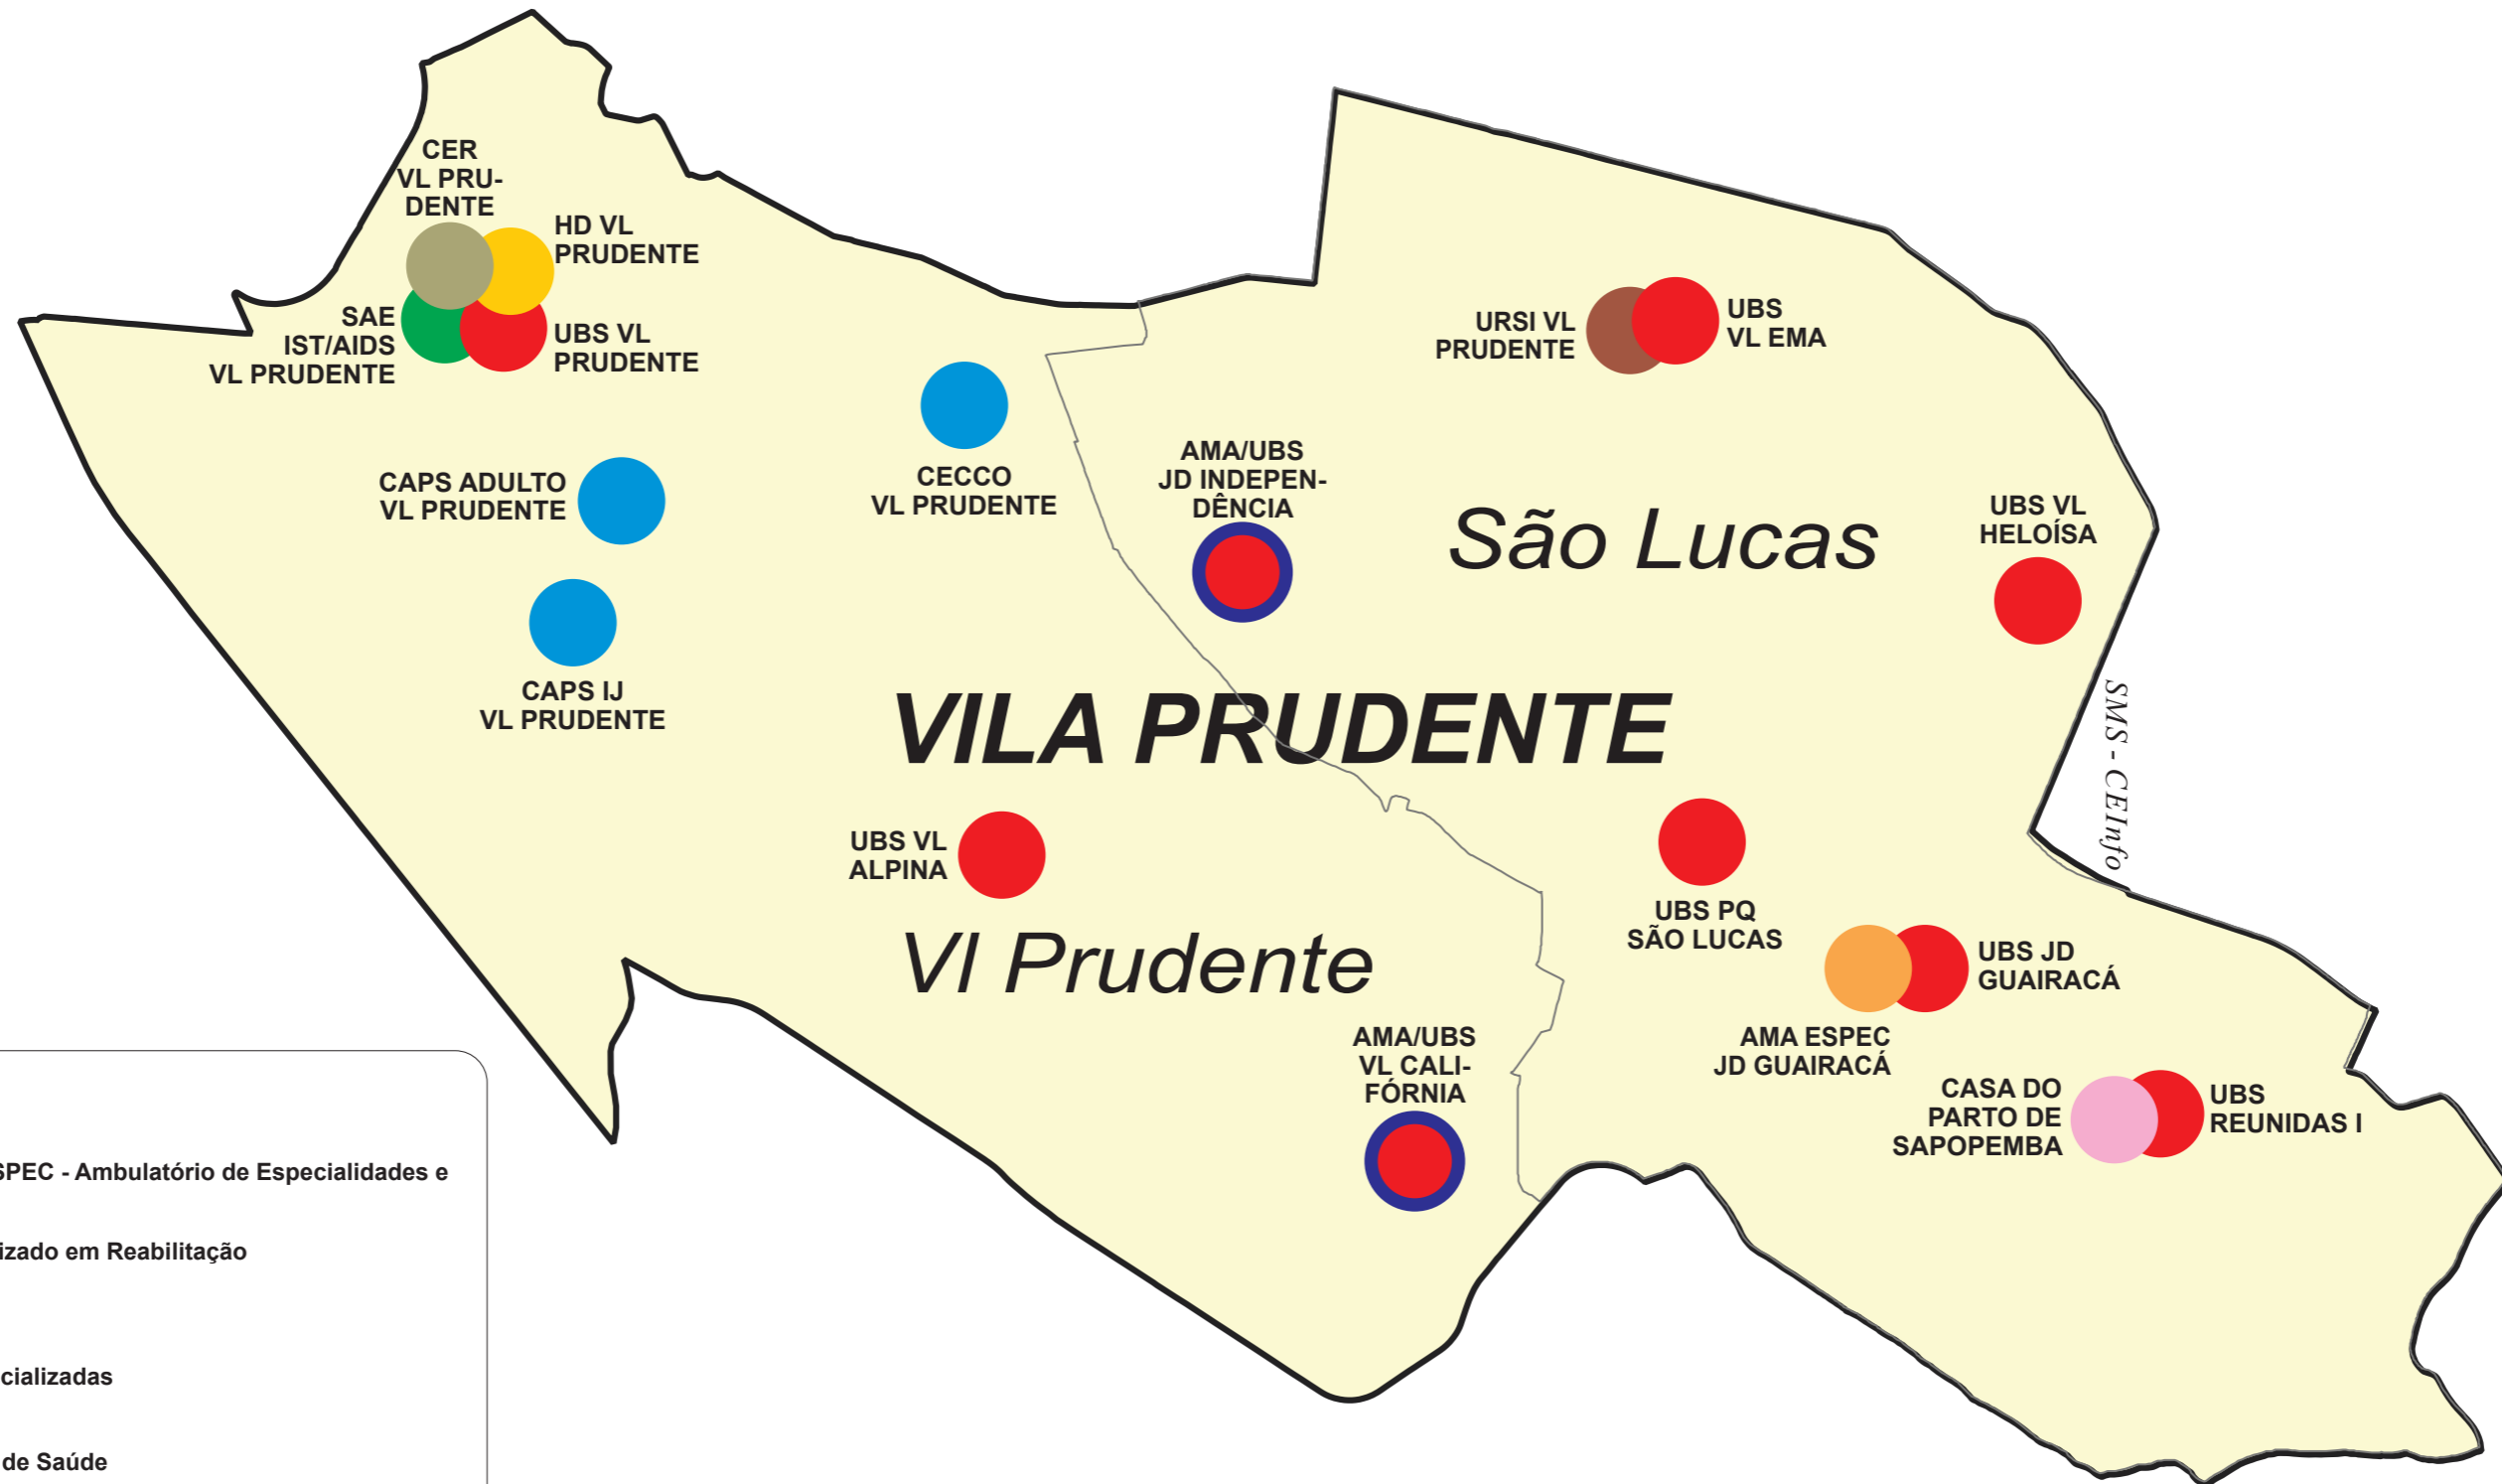 CER
VL PRU-
DENTE
HD VL
PRUDENTE
SAE
IST/AIDS
VL PRUDENTE
UBS VL
PRUDENTE
URSI VL
PRUDENTE
UBS
VL EMA
CECCO
VL PRUDENTE
CAPS ADULTO
VL PRUDENTE
AMA/UBS
JD INDEPEN-
DÊNCIA
São Lucas
UBS VL
HELOÍSA
CAPS IJ
VL PRUDENTE
VILA PRUDENTE
SMS - CEInfo
UBS VL
ALPINA
Vl Prudente
UBS PQ
SÃO LUCAS
UBS JD
GUAIRACÁ
AMA ESPEC
JD GUAIRACÁ
AMA/UBS
VL CALI-
FÓRNIA
CASA DO
PARTO DE
SAPOPEMBA
UBS
REUNIDAS I
SPEC - Ambulatório de Especialidades e
izado em Reabilitação
cializadas
de Saúde